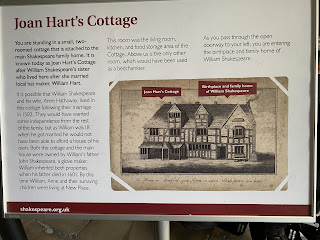 Joan Hart's Cottage
You are standing in a small, two-
roomed cottage that is attached to the
main Shakespeare family home. It is
known today as Joan Hart's Cottage
after William Shakespeare's sister
who lived here after she married
local hat maker, William Hart.
It is possible that William Shakespeare
and his wife, Anne Hathaway, lived in
this cottage following their marriage
in 1582. They would have wanted
some independence from the rest
of the family, but as William was 18
when he got married he would not
have been able to afford a house of his
own. Both this cottage and the main
house were owned by William's father
John Shakespeare, a glove maker.
William inherited both properties
when his father died in 1601. By this
time William, Anne and their surviving
children were living at New Place.
This room was the living room,
kitchen, and food storage area of the
Cottage. Above us is the only other
room, which would have been used
as a bedchamber.
As you pass through the open
doorway to your left, you are entering
the birthplace and family home of
William Shakespeare.
Joan Hart's Cottage
Birthplace and family home
of William Shakespeare
shakespeare.org.uk